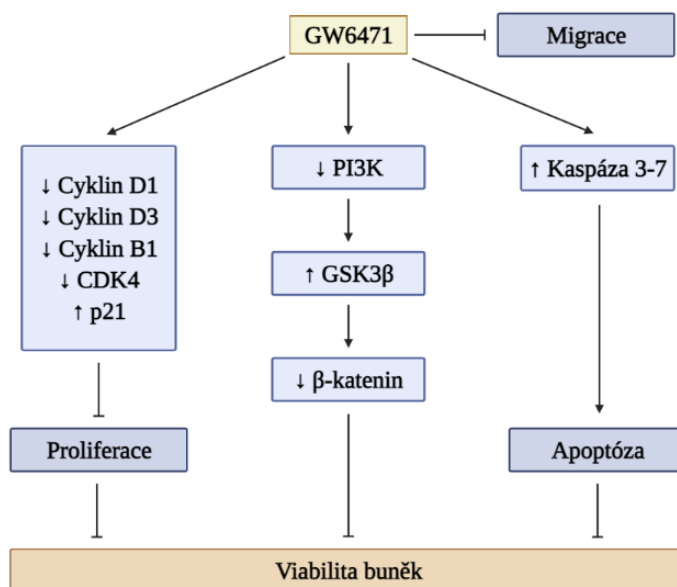 GW6471
Migrace
↓ Cyklin D1
↓ Cyklin D3
↓ Cyklin B1
↓ CDK4
↑ p21
↓ PI3K
↑ GSK3β
↓ β-katenin
↑ Kaspáza 3-7
Proliferace
Apoptóza
Viabilita buněk